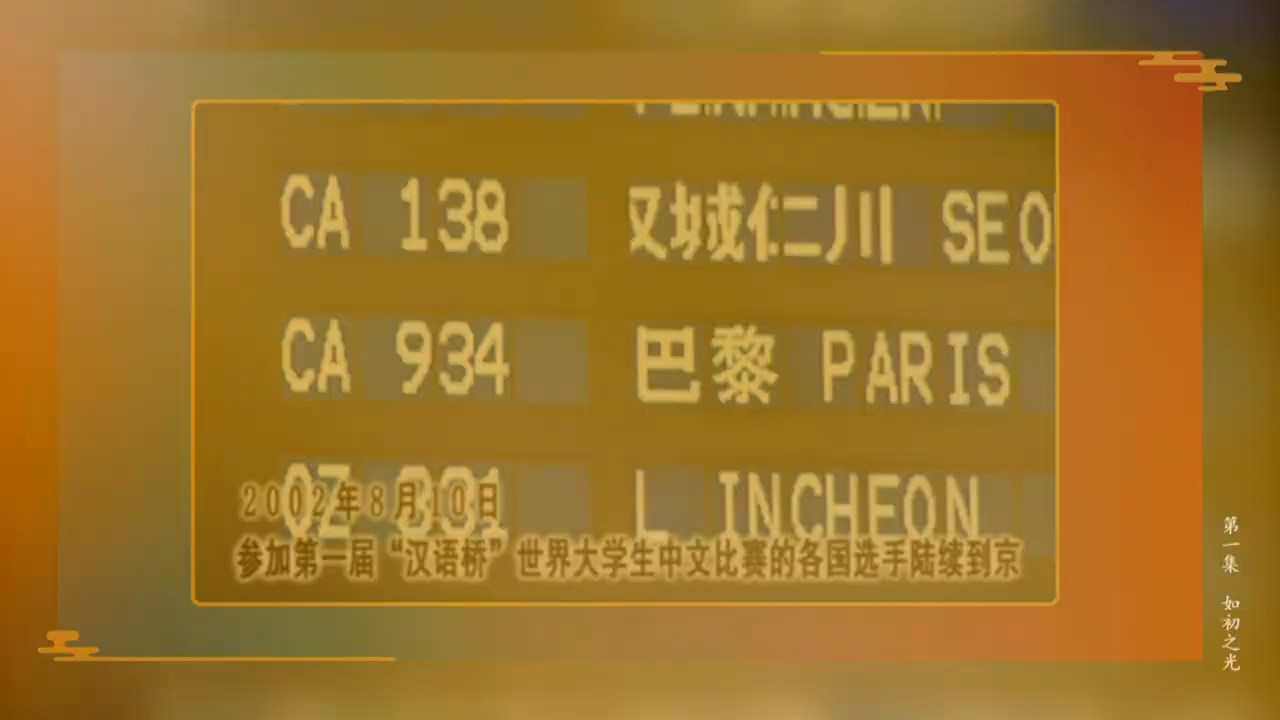 CA 138 汉城仁川 SEO
CA 934 巴黎 PARIS
OZ 331 L INCHEON
2002年8月10日
参加第一届“汉语桥”世界大学生中文比赛的各国选手陆续到京
第一集 如初之光